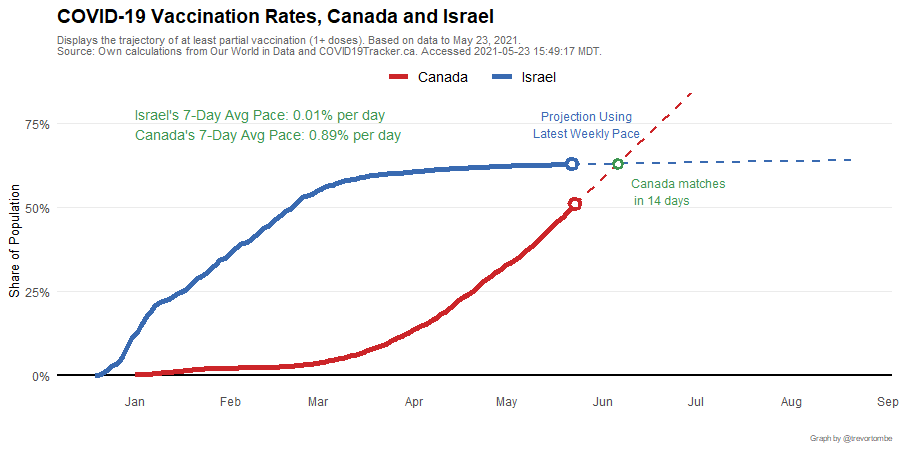 COVID-19 Vaccination Rates, Canada and Israel
Displays the trajectory of at least partial vaccination (1+ doses). Based on data to May 23, 2021.
Source: Own calculations from Our World in Data and COVID19Tracker.ca. Accessed 2021-05-23 15:49:17 MDT.
Canada Israel
Israel's 7-Day Avg Pace: 0.01% per day
Canada's 7-Day Avg Pace: 0.89% per day
Projection Using
Latest Weekly Pace
Canada matches
in 14 days
Share of Population
75%
50%
25%
0%
Jan Feb Mar Apr May Jun Jul Aug Sep
Graph by @trevortombe